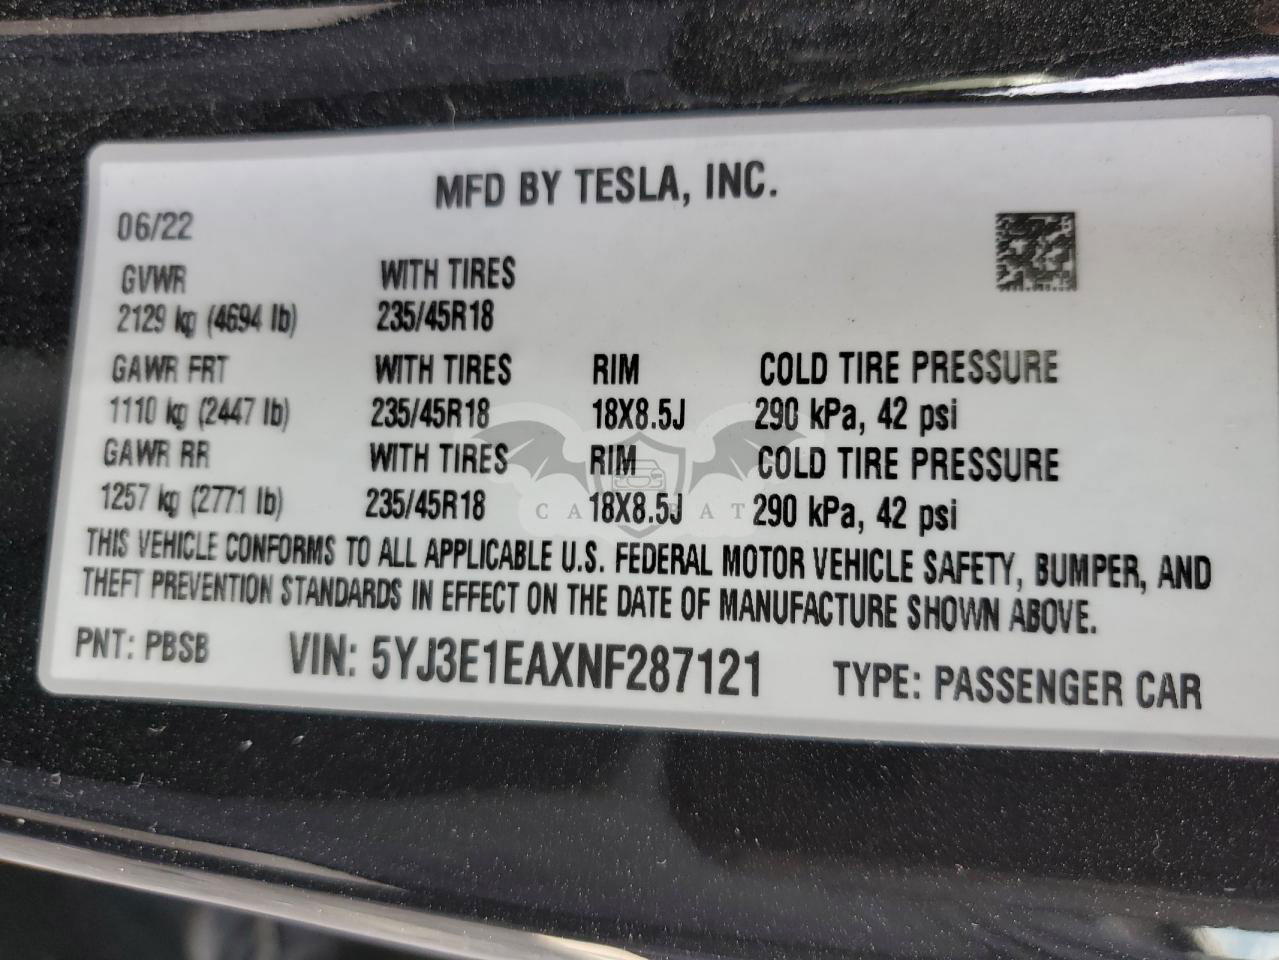 MFD BY TESLA, INC.
06/22
GVWR WITH TIRES
2129 kg (4694 lb) 235/45R18
GAWR FRT WITH TIRES RIM COLD TIRE PRESSURE
1110 kg (2447 lb) 235/45R18 18X8.5J 290 kPa, 42 psi
GAWR RR WITH TIRES RIM COLD TIRE PRESSURE
1257 kg (2771 lb) 235/45R18 18X8.5J 290 kPa, 42 psi
THIS VEHICLE CONFORMS TO ALL APPLICABLE U.S. FEDERAL MOTOR VEHICLE SAFETY, BUMPER, AND
THEFT PREVENTION STANDARDS IN EFFECT ON THE DATE OF MANUFACTURE SHOWN ABOVE.
PNT: PBSB VIN: 5YJ3E1EAXNF287121 TYPE: PASSENGER CAR